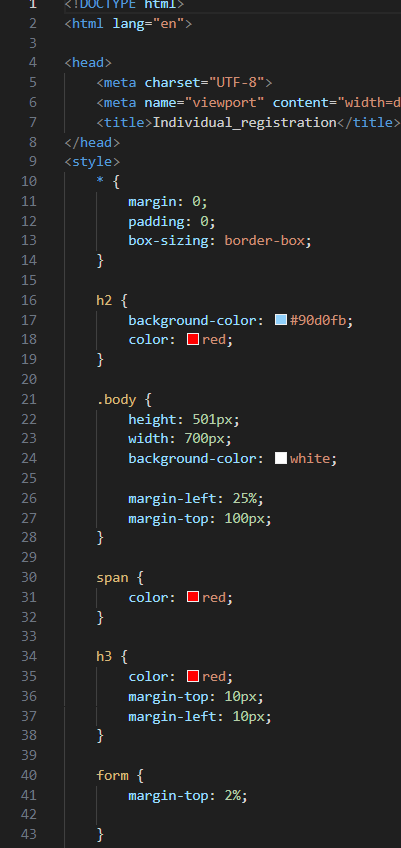 1 <!DOCTYPE html>
2 <html lang="en">
3
4 <head>
5 <meta charset="UTF-8">
6 <meta name="viewport" content="width=d
7 <title>Individual_registration</title>
8 </head>
9 <style>
10 * {
11 margin: 0;
12 padding: 0;
13 box-sizing: border-box;
14 }
15
16 h2 {
17 background-color: #90d0fb;
18 color: red;
19 }
20
21 .body {
22 height: 501px;
23 width: 700px;
24 background-color: white;
25
26 margin-left: 25%;
27 margin-top: 100px;
28 }
29
30 span {
31 color: red;
32 }
33
34 h3 {
35 color: red;
36 margin-top: 10px;
37 margin-left: 10px;
38 }
39
40 form {
41 margin-top: 2%;
42
43 }